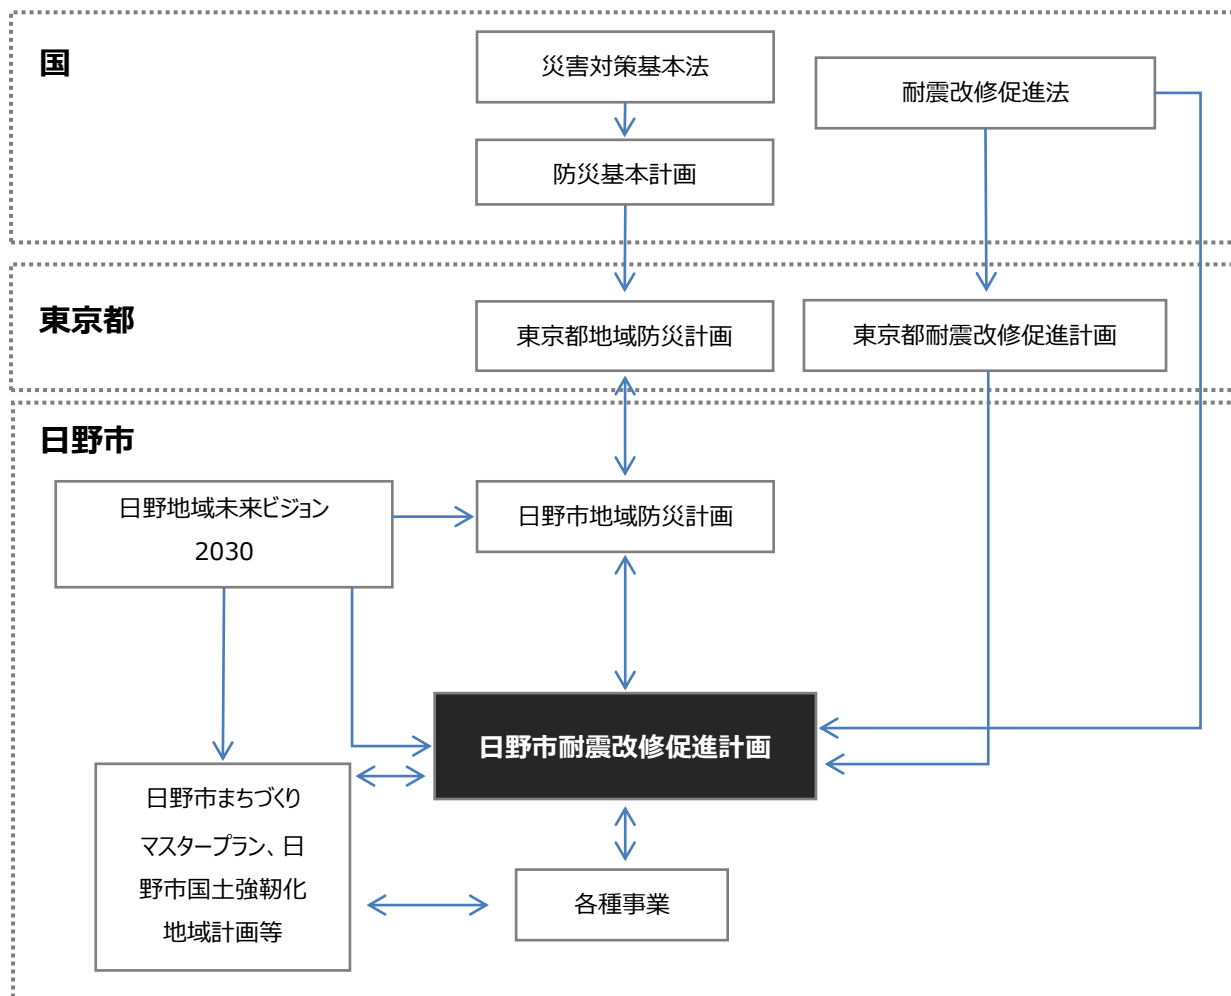 国
災害対策基本法
耐震改修促進法
防災基本計画
東京都
東京都地域防災計画
東京都耐震改修促進計画
日野市
日野地域未来ビジョン
2030
日野市地域防災計画
日野市耐震改修促進計画
日野市まちづくり
マスタープラン、日
野市国土強靭化
地域計画等
各種事業